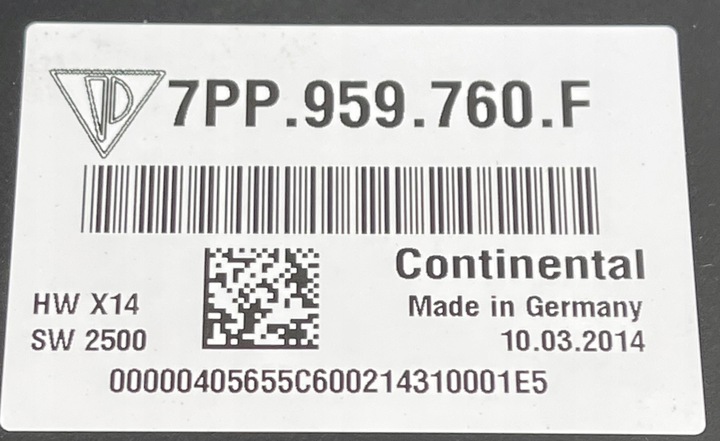 7PP.959.760.F
Continental
HW X14
Made in Germany
SW 2500
10.03.2014
00000405655C600214310001E5